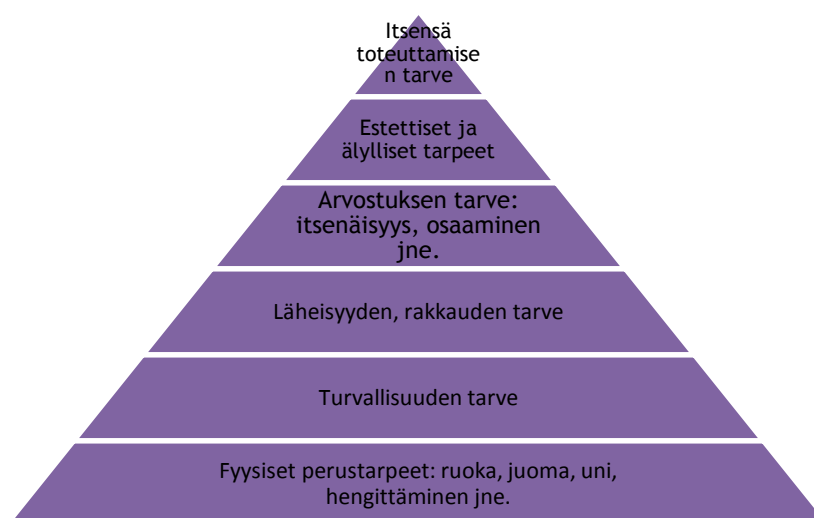 Itsensä
toteuttamise
n tarve
Estettiset ja
älylliset tarpeet
Arvostuksen tarve:
itsenäisyys, osaaminen
jne.
Läheisyyden, rakkauden tarve
Turvallisuuden tarve
Fyysiset perustarpeet: ruoka, juoma, uni,
hengittäminen jne.